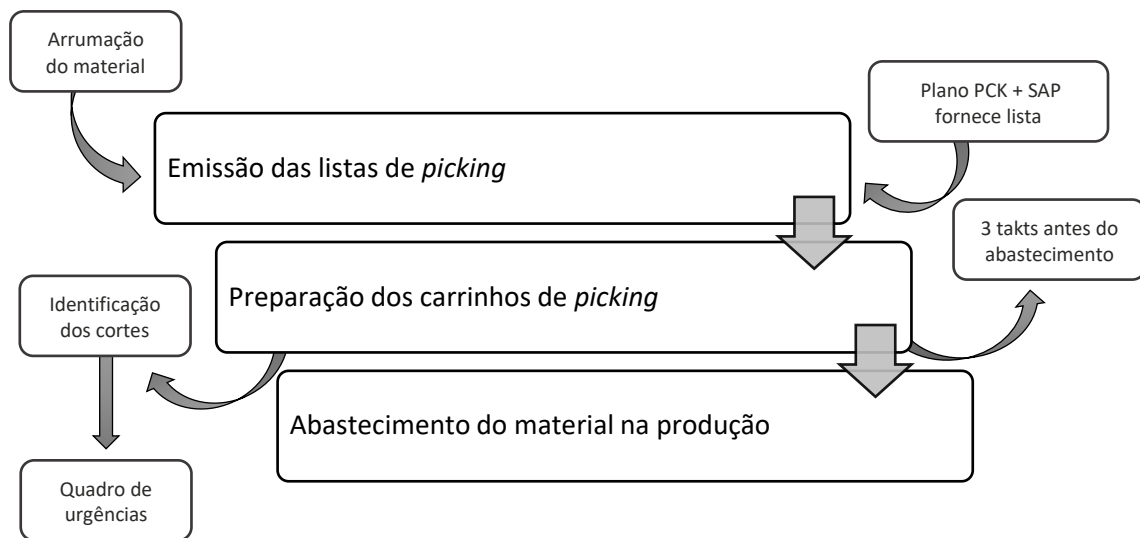 Arrumação
do material
Plano PCK + SAP
fornece lista
Emissão das listas de picking
3 takts antes do
abastecimento
Preparação dos carrinhos de picking
Identificação
dos cortes
Abastecimento do material na produção
Quadro de
urgências